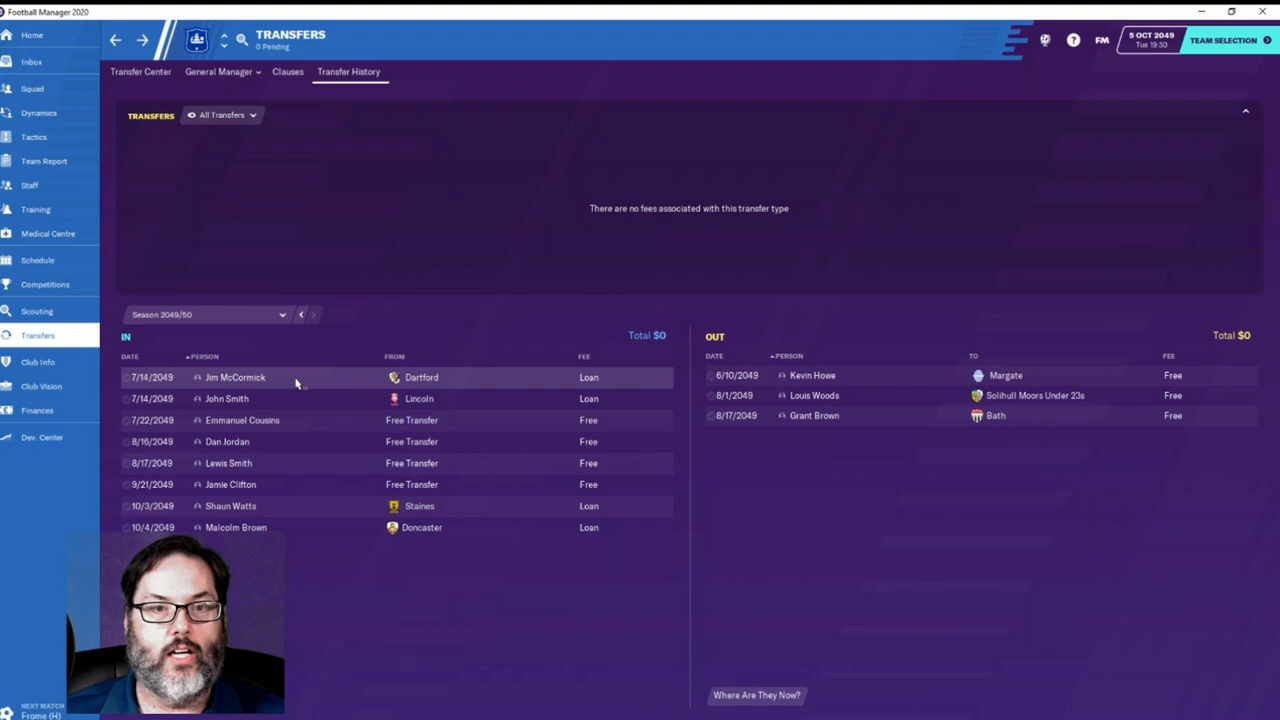 Football Manager 2020
Home
Inbox
Squad
Dynamics
Tactics
Team Report
Staff
Training
Medical Centre
Schedule
Competitions
Scouting
Transfers
Club Info
Club Vision
Finances
Dev. Center
NEXT MATCH
Frome (H)
TRANSFERS
0 Pending
?
FM
5 OCT 2049
Tue 19:30
TEAM SELECTION
Transfer Center
General Manager
Clauses
Transfer History
TRANSFERS
All Transfers
There are no fees associated with this transfer type
Season 2049/50
IN Total $0
DATE PERSON FROM FEE
7/14/2049 Jim McCormick Dartford Loan
7/14/2049 John Smith Lincoln Loan
7/22/2049 Emmanuel Cousins Free Transfer Free
8/16/2049 Dan Jordan Free Transfer Free
8/17/2049 Lewis Smith Free Transfer Free
9/21/2049 Jamie Clifton Free Transfer Free
10/3/2049 Shaun Watts Staines Loan
10/4/2049 Malcolm Brown Doncaster Loan
OUT Total $0
DATE PERSON TO FEE
6/10/2049 Kevin Howe Margate Free
8/1/2049 Louis Woods Solihull Moors Under 23s Free
8/17/2049 Grant Brown Bath Free
Where Are They Now?